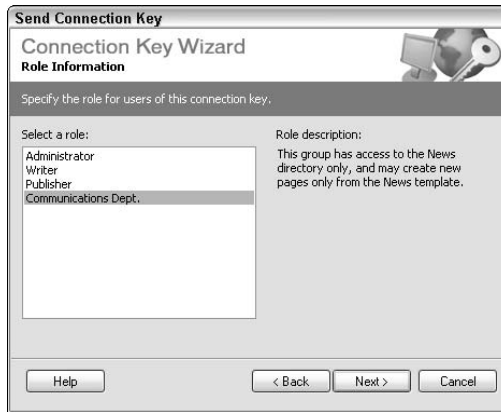 Send Connection Key
Connection Key Wizard
Role Information
Specify the role for users of this connection key.
Select a role:
Administrator
Writer
Publisher
Communications Dept.
Role description:
This group has access to the News
directory only, and may create new
pages only from the News template.
Help
< Back
Next >
Cancel